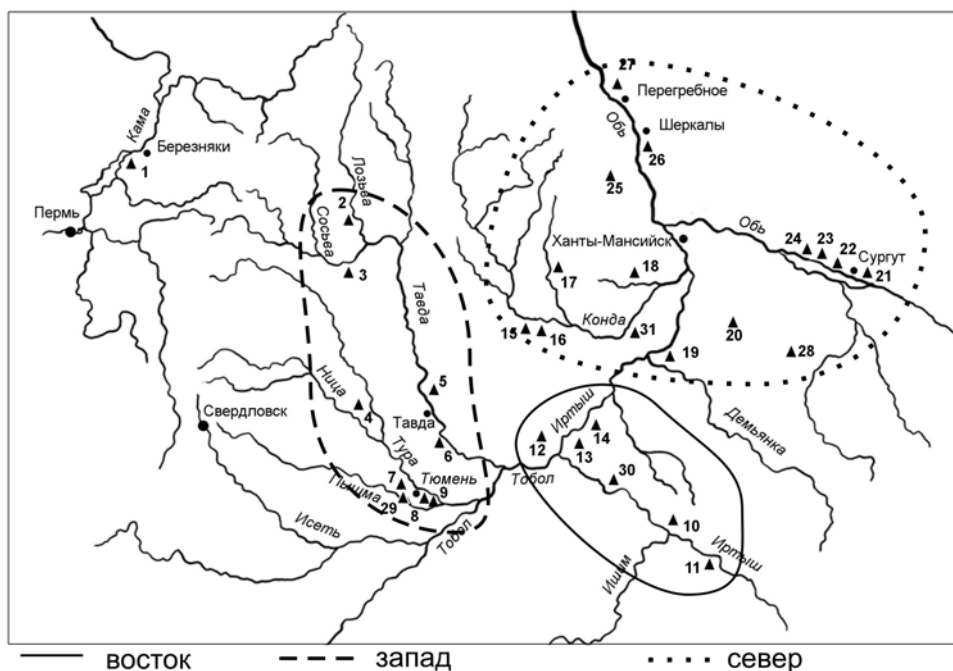 27
Перегребное
Обь
Шеркалы
Кама
Березняки
26
1
25
Лозьва
2
Пермь
Сосьва
Обь
Ханты-Мансийск
24
23
22
Сургут
18
21
17
3
Тавда
Конда
15
16
31
20
19
28
5
Ница
Иртыш
Свердловск
4
Тавда
14
Демьянка
12
13
6
Тура
7
Тюмень
9
Тобол
30
Пышма
29
8
Исеть
10
Тобол
Иртыш
11
Ишим
восток
запад
север